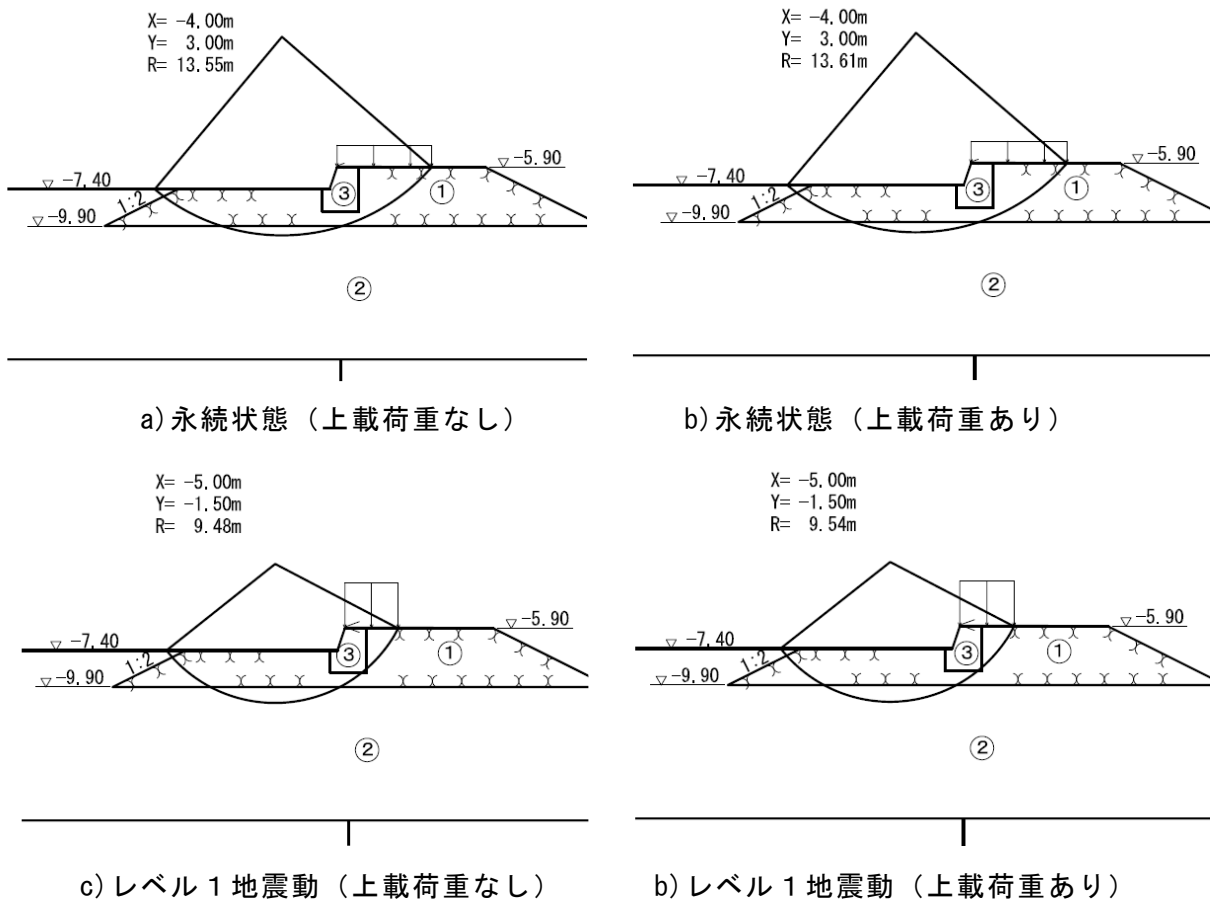 X= -4.00m
Y= 3.00m
R= 13.55m
▽-5.90
▽-7.40
1:2
③
①
▽-9.90
②
a)永続状態（上載荷重なし）
X= -4.00m
Y= 3.00m
R= 13.61m
▽-5.90
▽-7.40
1:2
③
①
▽-9.90
②
b)永続状態（上載荷重あり）
X= -5.00m
Y= -1.50m
R= 9.48m
▽-5.90
▽-7.40
1:2
③
①
▽-9.90
②
c)レベル１地震動（上載荷重なし）
X= -5.00m
Y= -1.50m
R= 9.54m
▽-5.90
▽-7.40
1:2
③
①
▽-9.90
②
b)レベル１地震動（上載荷重あり）